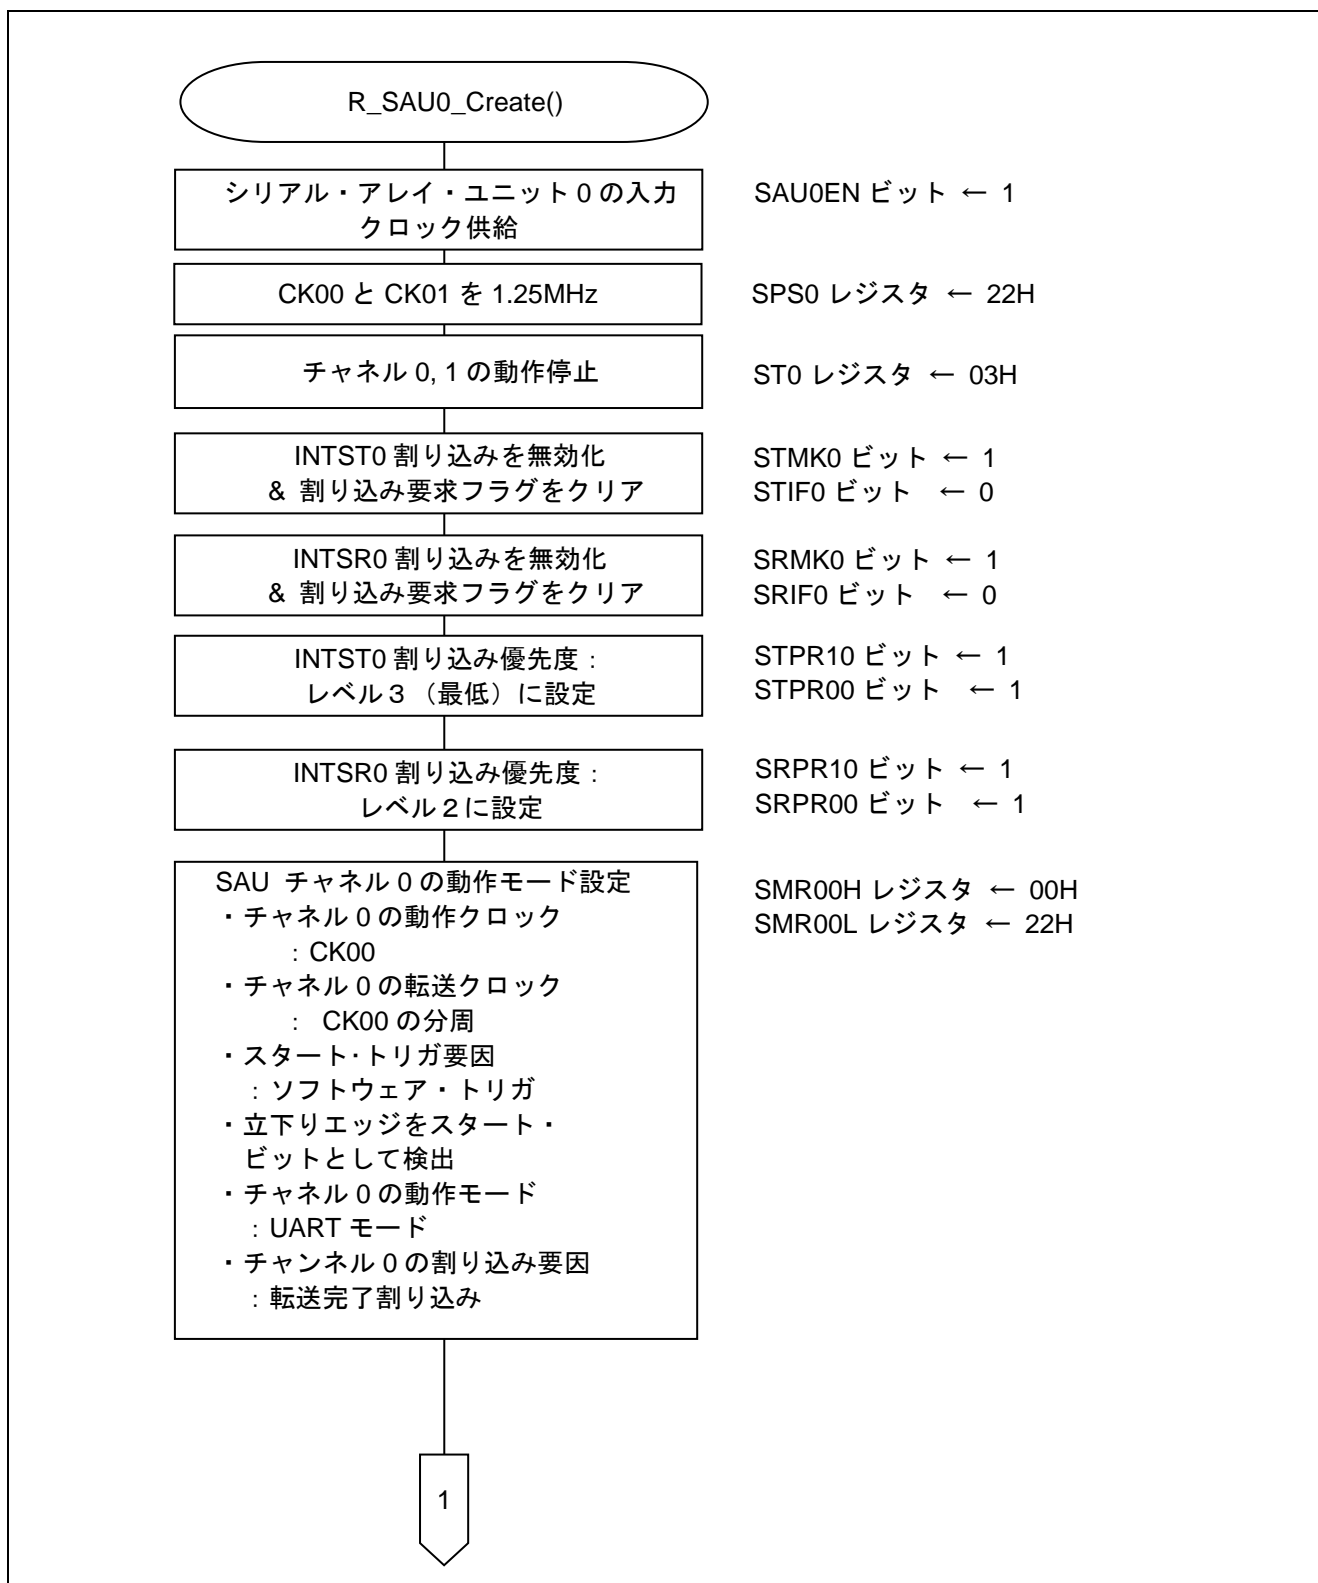 R_SAU0_Create()
シリアル・アレイ・ユニット 0 の入力
クロック供給
SAU0EN ビット ← 1
CK00 と CK01 を 1.25MHz
SPS0 レジスタ ← 22H
チャネル 0, 1 の動作停止
ST0 レジスタ ← 03H
INTST0 割り込みを無効化
& 割り込み要求フラグをクリア
STMK0 ビット ← 1
STIF0 ビット ← 0
INTSR0 割り込みを無効化
& 割り込み要求フラグをクリア
SRMK0 ビット ← 1
SRIF0 ビット ← 0
INTST0 割り込み優先度：
レベル３（最低）に設定
STPR10 ビット ← 1
STPR00 ビット ← 1
INTSR0 割り込み優先度：
レベル２に設定
SRPR10 ビット ← 1
SRPR00 ビット ← 1
SAU チャネル 0 の動作モード設定
・チャネル 0 の動作クロック
：CK00
・チャネル 0 の転送クロック
： CK00 の分周
・スタート･トリガ要因
：ソフトウェア・トリガ
・立下りエッジをスタート・
ビットとして検出
・チャネル 0 の動作モード
：UART モード
・チャンネル 0 の割り込み要因
：転送完了割り込み
SMR00H レジスタ ← 00H
SMR00L レジスタ ← 22H
1